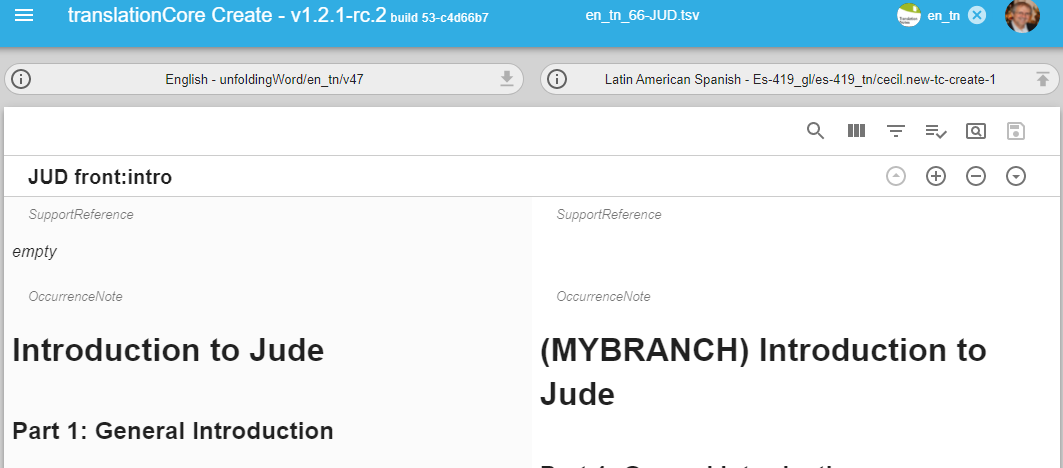 translationCore Create - v1.2.1-rc.2 build 53-c4d66b7
en_tn_66-JUD.tsv
en_tn
English - unfoldingWord/en_tn/v47
Latin American Spanish - Es-419_gl/es-419_tn/cecil.new-tc-create-1
JUD front:intro
SupportReference
SupportReference
empty
OccurrenceNote
OccurrenceNote
Introduction to Jude
(MYBRANCH) Introduction to
Jude
Part 1: General Introduction